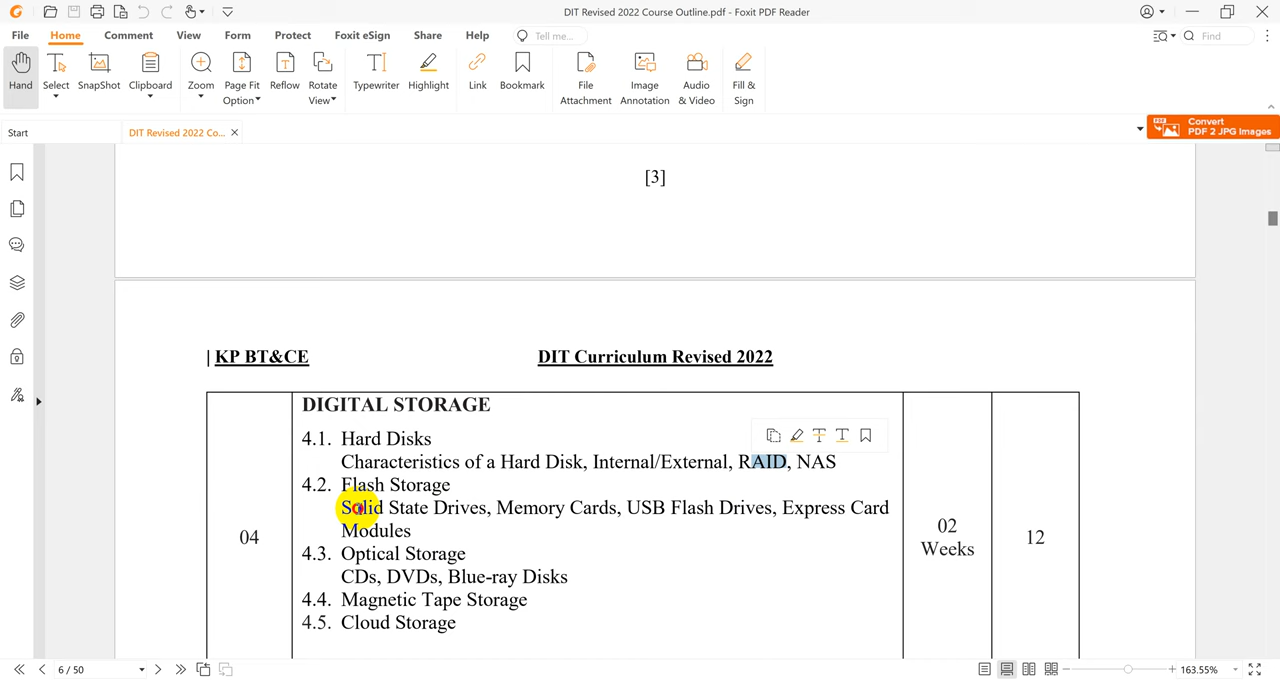 DIT Revised 2022 Course Outline.pdf - Foxit PDF Reader
File Home Comment View Form Protect Foxit eSign Share Help Tell me... Find
Hand Select SnapShot Clipboard Zoom Page Fit Option Reflow Rotate View Typewriter Highlight Link Bookmark File Attachment Image Annotation Audio & Video Fill & Sign
Start DIT Revised 2022 Co... Convert
PDF 2 JPG Images
PDF
[3]
| KP BT&CE DIT Curriculum Revised 2022
DIGITAL STORAGE
4.1. Hard Disks
Characteristics of a Hard Disk, Internal/External, RAID, NAS
4.2. Flash Storage
Solid State Drives, Memory Cards, USB Flash Drives, Express Card
Modules
4.3. Optical Storage
CDs, DVDs, Blue-ray Disks
4.4. Magnetic Tape Storage
4.5. Cloud Storage
04
02
Weeks
12
6 / 50 163.55%